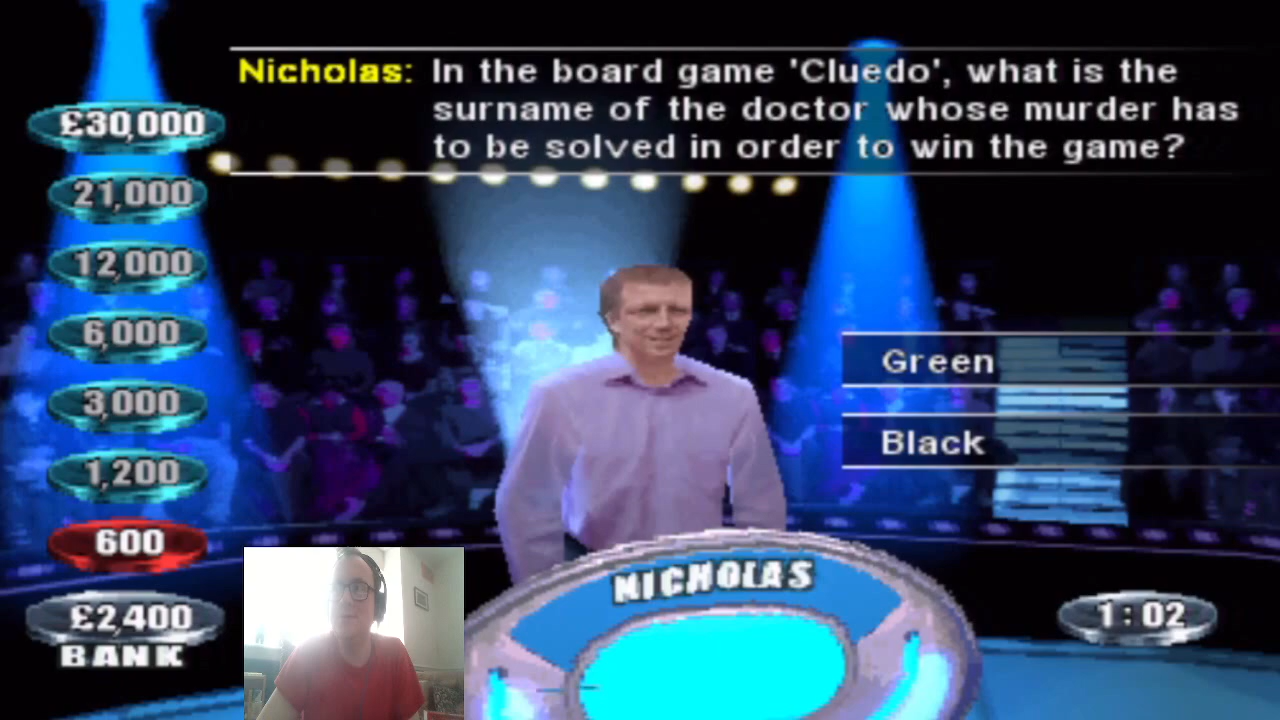 Nicholas: In the board game 'Cluedo', what is the
surname of the doctor whose murder has
to be solved in order to win the game?
£30,000
21,000
12,000
6,000
3,000
1,200
600
£2,400
BANK
Green
Black
NICHOLAS
1:02